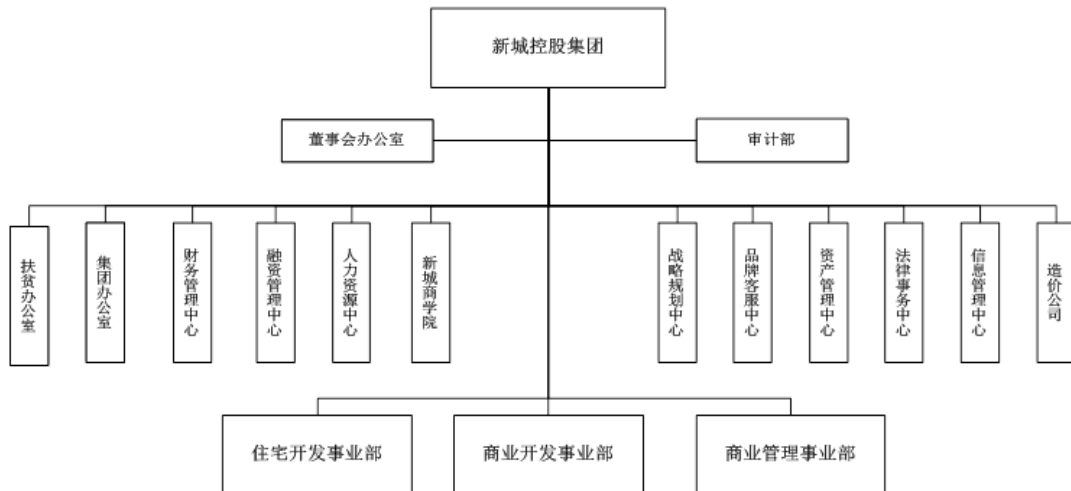 新城控股集团
董事会办公室
审计部
扶贫办公室
集团办公室
财务管理中心
融资管理中心
人力资源中心
新城商学院
战略规划中心
品牌客服中心
资产管理中心
法律事务中心
信息管理中心
造价公司
住宅开发事业部
商业开发事业部
商业管理事业部